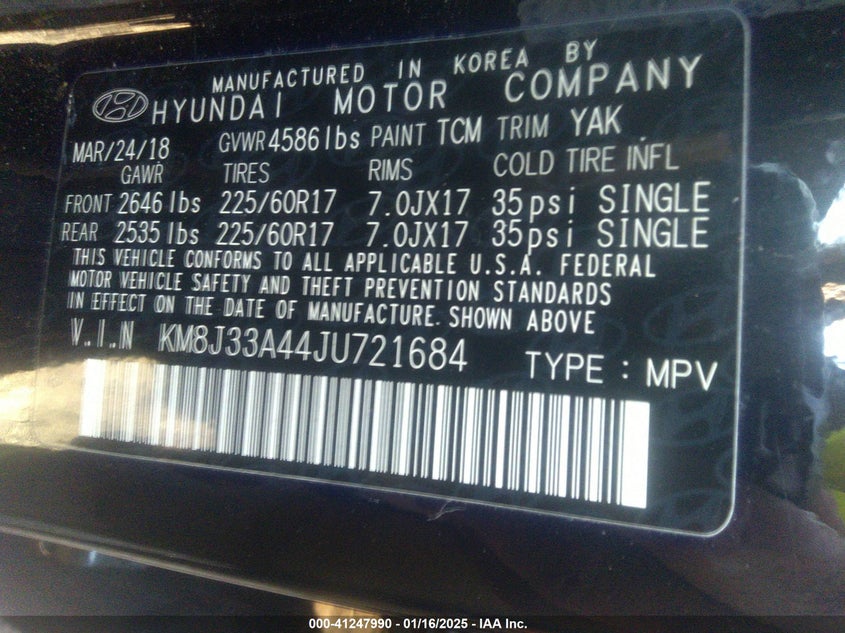 MANUFACTURED IN KOREA BY
HYUNDAI MOTOR COMPANY
MAR/24/18 GVWR 4586 lbs PAINT TCM TRIM YAK
GAWR TIRES RIMS COLD TIRE INFL
FRONT 2646 lbs 225/60R17 7.0JX17 35psi SINGLE
REAR 2535 lbs 225/60R17 7.0JX17 35psi SINGLE
THIS VEHICLE CONFORMS TO ALL APPLICABLE U.S.A. FEDERAL
MOTOR VEHICLE SAFETY AND THEFT PREVENTION STANDARDS
IN EFFECT ON THE DATE OF MANUFACTURE. SHOWN ABOVE
V.I.N KM8J33A44JU721684 TYPE : MPV
000-41247990 - 01/16/2025 - IAA Inc.